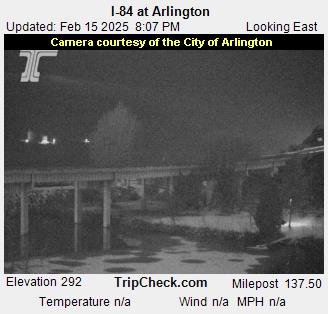 I-84 at Arlington
Updated: Feb 15 2025  8:07 PM Looking East
Camera courtesy of the City of Arlington
Elevation 292 TripCheck.com Milepost 137.50
Temperature n/a Wind n/a MPH n/a